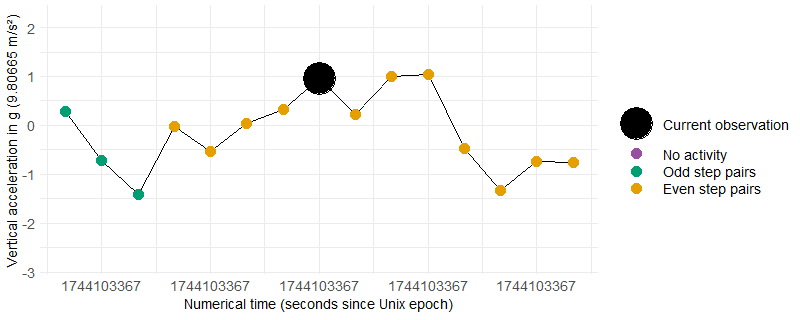 Vertical acceleration in g (9.80665 m/s²)
2
1
0
-1
-2
-3
1744103367 1744103367 1744103367 1744103367 1744103367
Numerical time (seconds since Unix epoch)
Current observation
No activity
Odd step pairs
Even step pairs